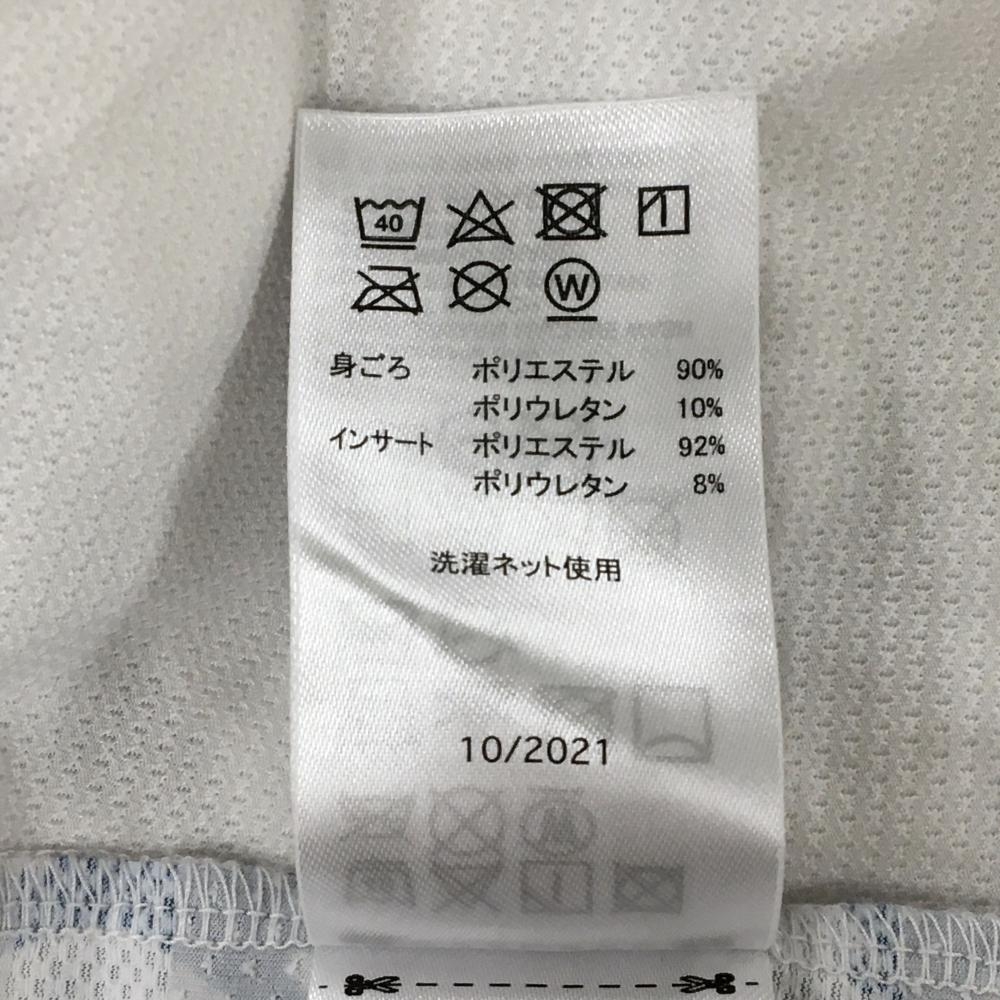 40
W
身ごろ ポリエステル 90%
ポリウレタン 10%
インサート ポリエステル 92%
ポリウレタン 8%
洗濯ネット使用
10/2021